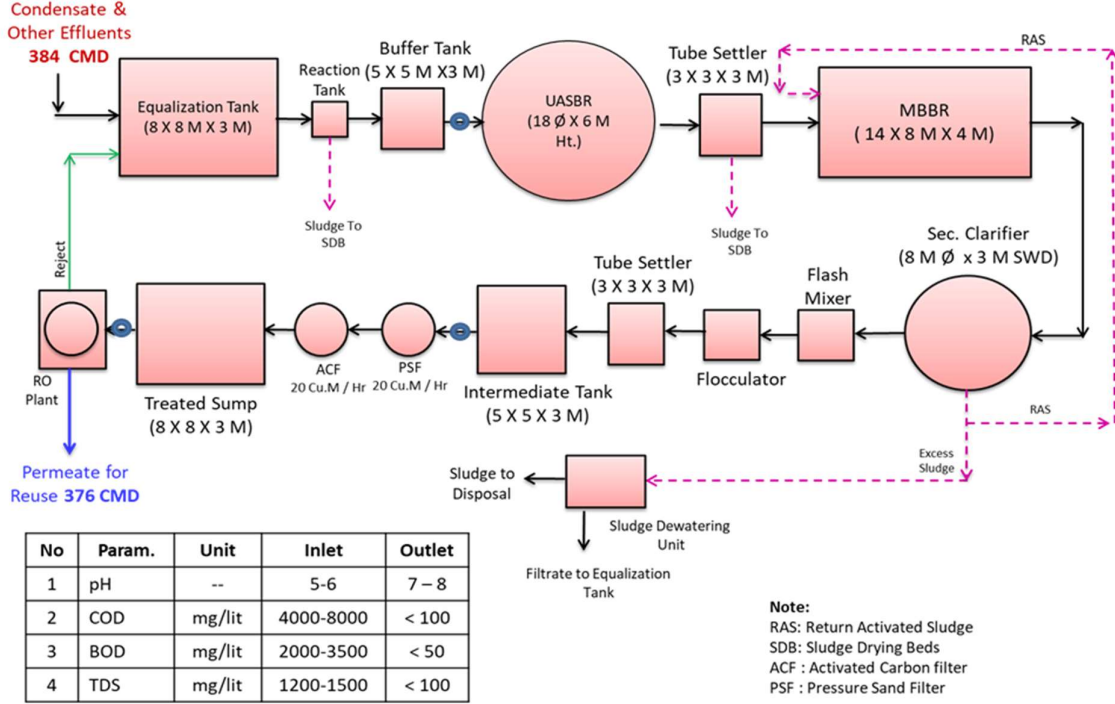 Condensate &
Other Effluents
384 CMD
Equalization Tank
(8 X 8 M X 3 M)
Reaction
Tank
Buffer Tank
(5 X 5 M X3 M)
UASBR
(18 Ø X 6 M
Ht.)
Tube Settler
(3 X 3 X 3 M)
RAS
MBBR
( 14 X 8 M X 4 M)
Sludge To
SDB
Sludge To
SDB
Sec. Clarifier
(8 M Ø x 3 M SWD)
Reject
RO
Plant
Treated Sump
(8 X 8 X 3 M)
ACF
20 Cu.M / Hr
PSF
20 Cu.M / Hr
Intermediate Tank
(5 X 5 X 3 M)
Tube Settler
(3 X 3 X 3 M)
Flocculator
Flash
Mixer
RAS
Excess
Sludge
Permeate for
Reuse 376 CMD
Sludge to
Disposal
Sludge Dewatering
Unit
Filtrate to Equalization
Tank
No Param. Unit Inlet Outlet
1 pH -- 5-6 7 – 8
2 COD mg/lit 4000-8000 < 100
3 BOD mg/lit 2000-3500 < 50
4 TDS mg/lit 1200-1500 < 100
Note:
RAS: Return Activated Sludge
SDB: Sludge Drying Beds
ACF : Activated Carbon filter
PSF : Pressure Sand Filter